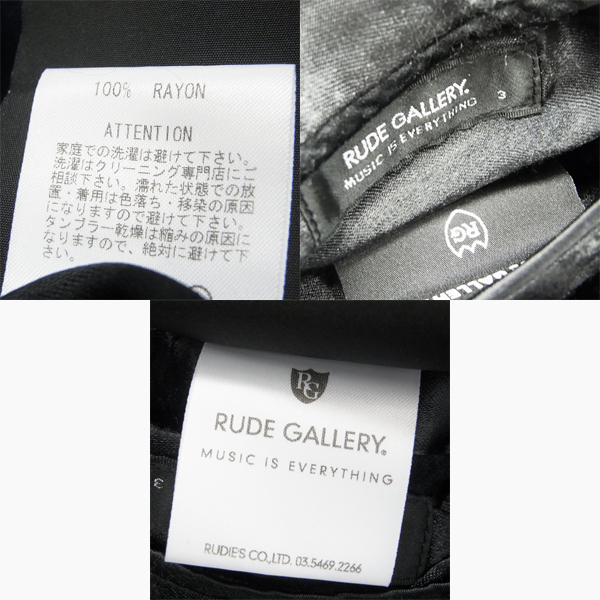 100% RAYON
ATTENTION
家庭での洗濯は避けて下さい。
洗濯はクリーニング専門店にご
相談下さい。濡れた状態での放
置・着用は色落ち・移染の原因
になりますので避けて下さい。
タンブラー乾燥は縮みの原因に
なりますので、絶対に避けて下
さい。
RUDE GALLERY®
MUSIC IS EVERYTHING
3
RG
GALLERY
RG
RUDE GALLERY®
MUSIC IS EVERYTHING
3
RUDIE'S CO.,LTD. 03.5469.2266